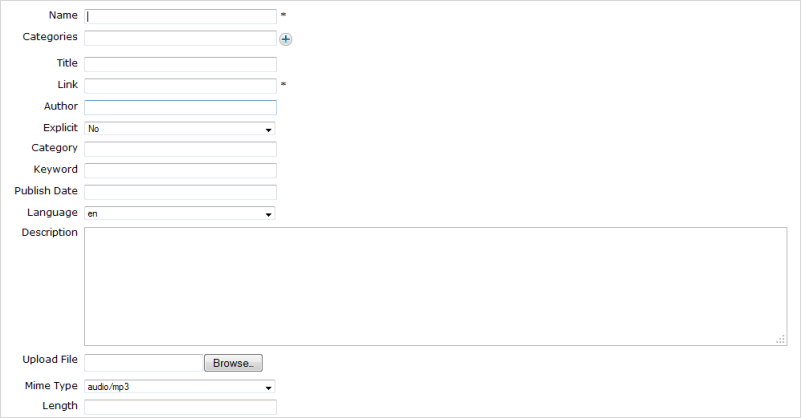 Name *
Categories
Title
Link *
Author
Explicit No
Category
Keyword
Publish Date
Language en
Description
Upload File Browse...
Mime Type audio/mp3
Length